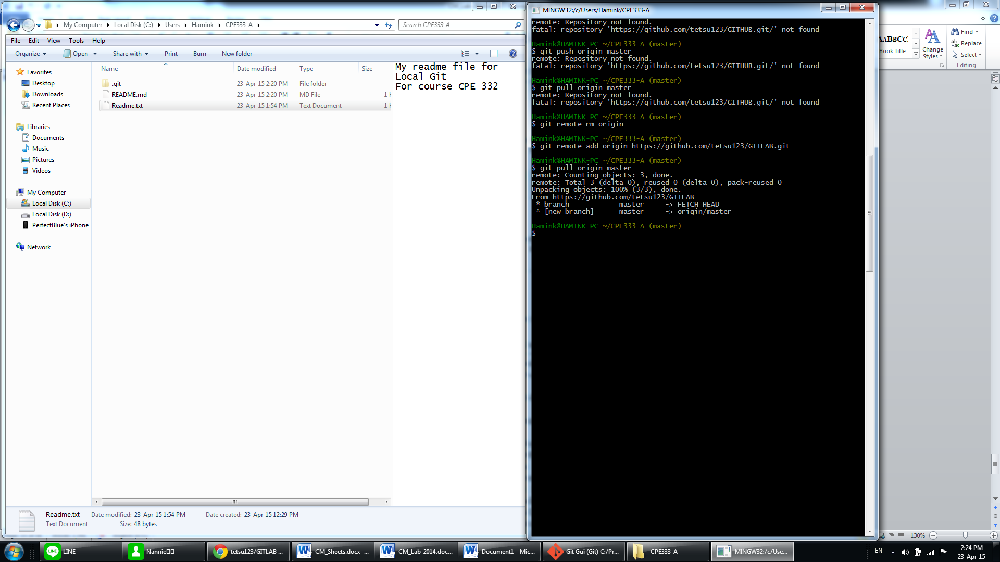 My Computer Local Disk (C:) Users Hamink CPE333-A
Search CPE333-A
File Edit View Tools Help
Organize Open Share with Print Burn New folder
Favorites
Desktop
Downloads
Recent Places
Libraries
Documents
Music
Pictures
Videos
My Computer
Local Disk (C:)
Local Disk (D:)
PerfectBlue's iPhone
Network
Name Date modified Type Size
.git 23-Apr-15 2:20 PM File folder
README.md 23-Apr-15 2:20 PM MD File 1
Readme.txt 23-Apr-15 1:54 PM Text Document 1
My readme file for
Local Git
For course CPE 332
Readme.txt Date modified: 23-Apr-15 1:54 PM Date created: 23-Apr-15 12:29 PM
Text Document Size: 48 bytes
MINGW32:/c/Users/Hamink/CPE333-A
remote: Repository not found.
fatal: repository 'https://github.com/tetsu123/GITHUB.git/' not found
Hamink@HAMINK-PC ~/CPE333-A (master)
$ git push origin master
remote: Repository not found.
fatal: repository 'https://github.com/tetsu123/GITHUB.git/' not found
Hamink@HAMINK-PC ~/CPE333-A (master)
$ git pull origin master
remote: Repository not found.
fatal: repository 'https://github.com/tetsu123/GITHUB.git/' not found
Hamink@HAMINK-PC ~/CPE333-A (master)
$ git remote rm origin
Hamink@HAMINK-PC ~/CPE333-A (master)
$ git remote add origin https://github.com/tetsu123/GITLAB.git
Hamink@HAMINK-PC ~/CPE333-A (master)
$ git pull origin master
remote: Counting objects: 3, done.
remote: Total 3 (delta 0), reused 0 (delta 0), pack-reused 0
Unpacking objects: 100% (3/3), done.
From https://github.com/tetsu123/GITLAB
* branch master -> FETCH_HEAD
* [new branch] master -> origin/master
Hamink@HAMINK-PC ~/CPE333-A (master)
$
AABBCC
Book Title
Change
Styles
Find
Replace
Select
Editing
130%
LINE
Nannie
tetsu123/GITLAB ...
CM_Sheets.docx -...
CM_Lab-2014.doc...
Document1 - Mic...
Git Gui (Git) C:/Pr...
CPE333-A
MINGW32:/c/Use...
EN
2:24 PM
23-Apr-15